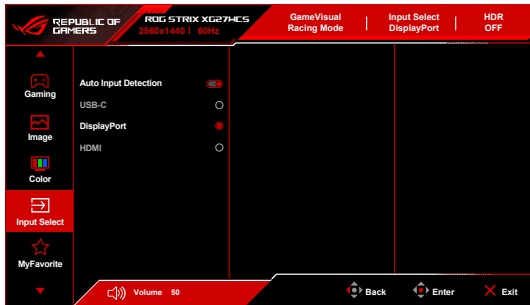 REPUBLIC OF
GAMERS
ROG STRIX XG27WCS
2560x1440 | 60Hz
GameVisual
Racing Mode
Input Select
DisplayPort
HDR
OFF
Gaming
Image
Color
Input Select
MyFavorite
Auto Input Detection
USB-C
DisplayPort
HDMI
Volume 50
Back
Enter
Exit